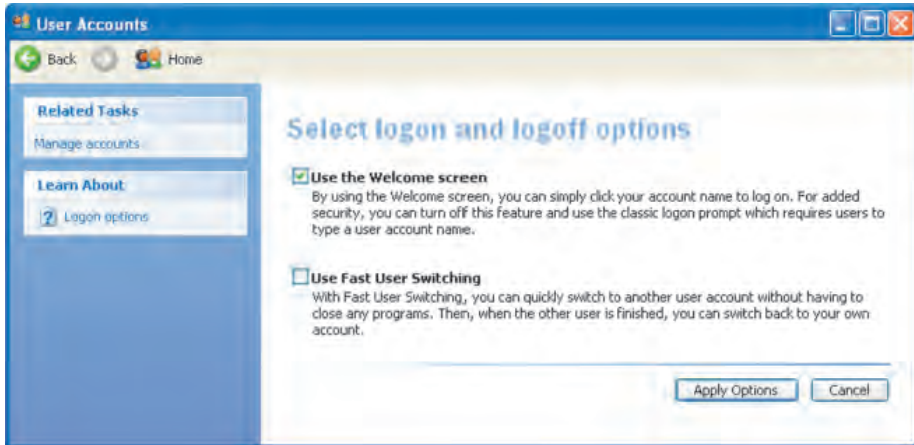 User Accounts
Back Home
Related Tasks
Manage accounts
Learn About
? Logon options
Select logon and logoff options
Use the Welcome screen
By using the Welcome screen, you can simply click your account name to log on. For added
security, you can turn off this feature and use the classic logon prompt which requires users to
type a user account name.
Use Fast User Switching
With Fast User Switching, you can quickly switch to another user account without having to
close any programs. Then, when the other user is finished, you can switch back to your own
account.
Apply Options Cancel